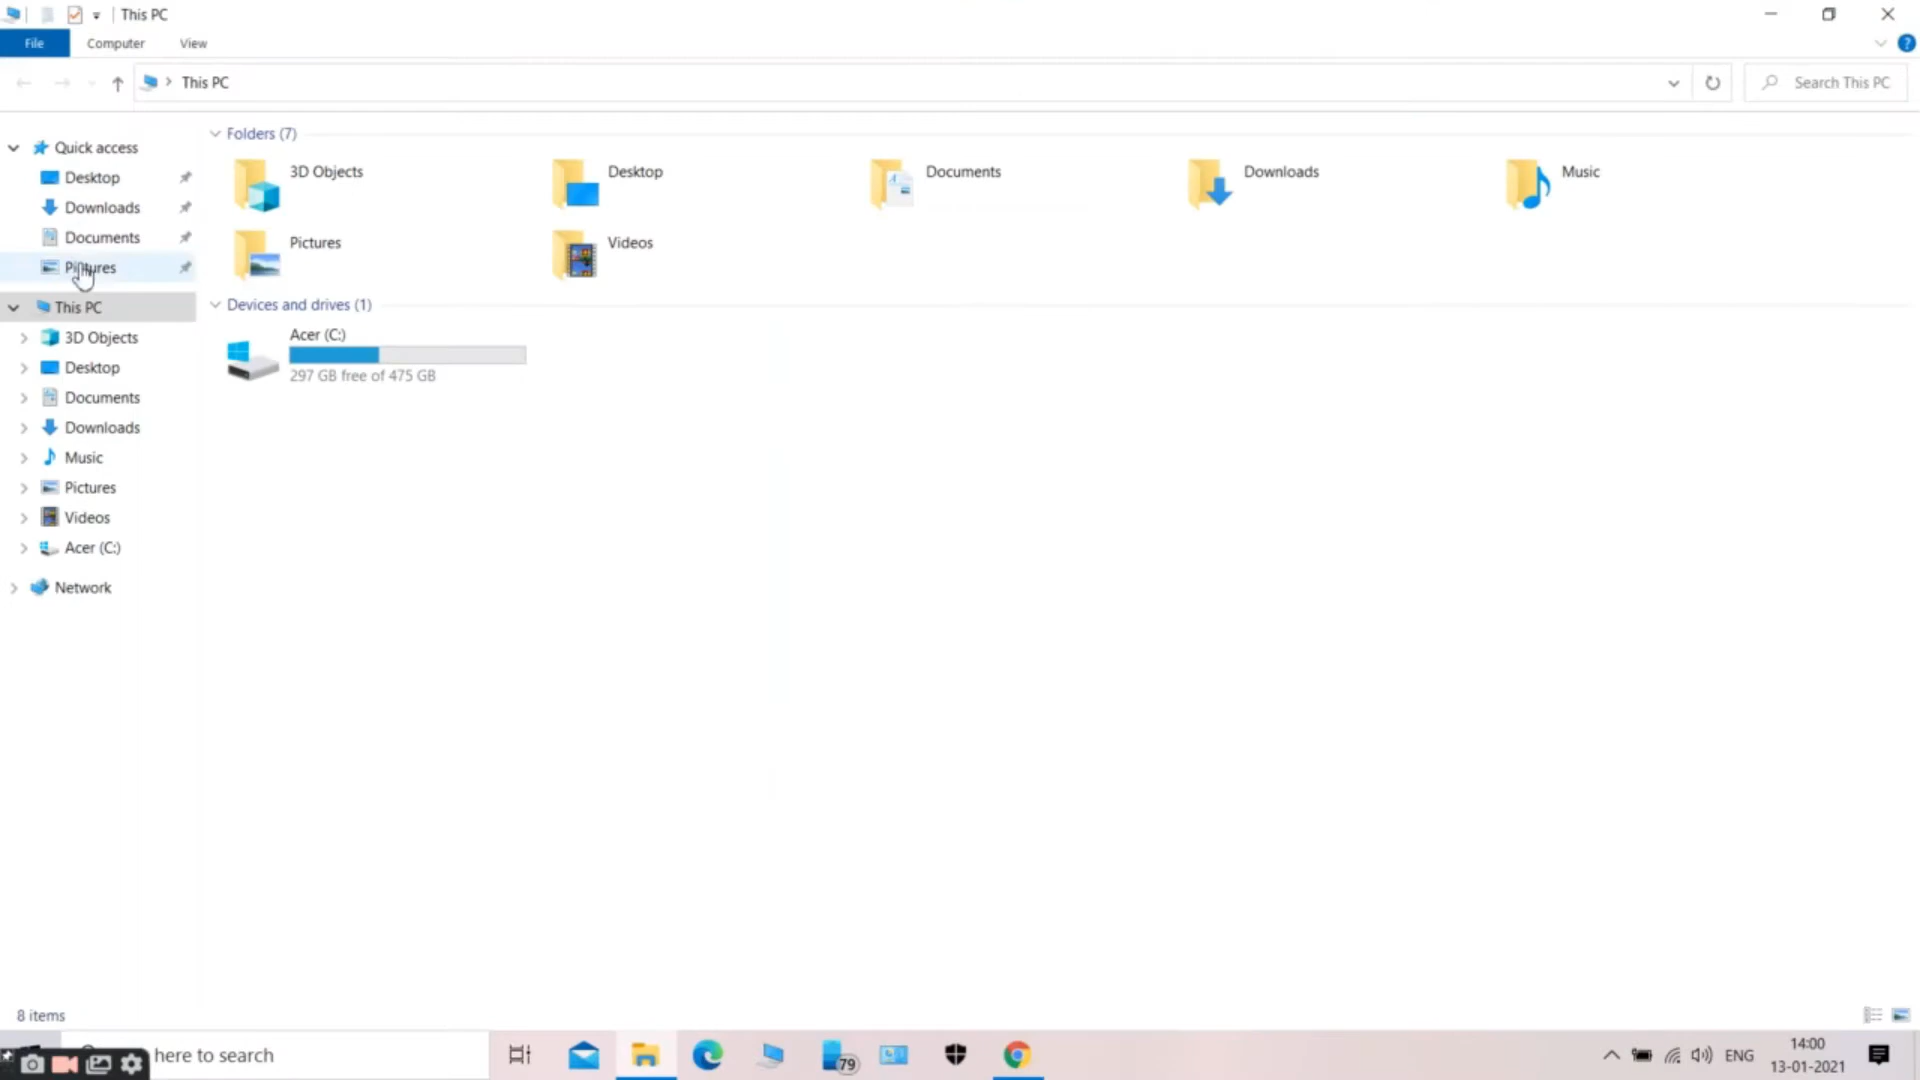 This PC
File Computer View
This PC
Search This PC
Quick access
Desktop
Downloads
Documents
Pictures
This PC
3D Objects
Desktop
Documents
Downloads
Music
Pictures
Videos
Acer (C:)
Network
Folders (7)
3D Objects
Desktop
Documents
Downloads
Music
Pictures
Videos
Devices and drives (1)
Acer (C:)
297 GB free of 475 GB
8 items
here to search
79
ENG
14:00
13-01-2021